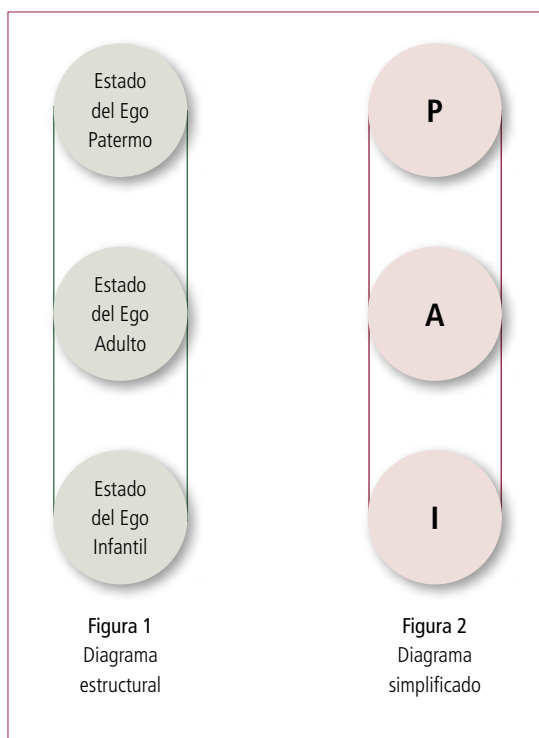 Estado
del Ego
Patermo
Estado
del Ego
Adulto
Estado
del Ego
Infantil
Figura 1
Diagrama
estructural
P
A
I
Figura 2
Diagrama
simplificado